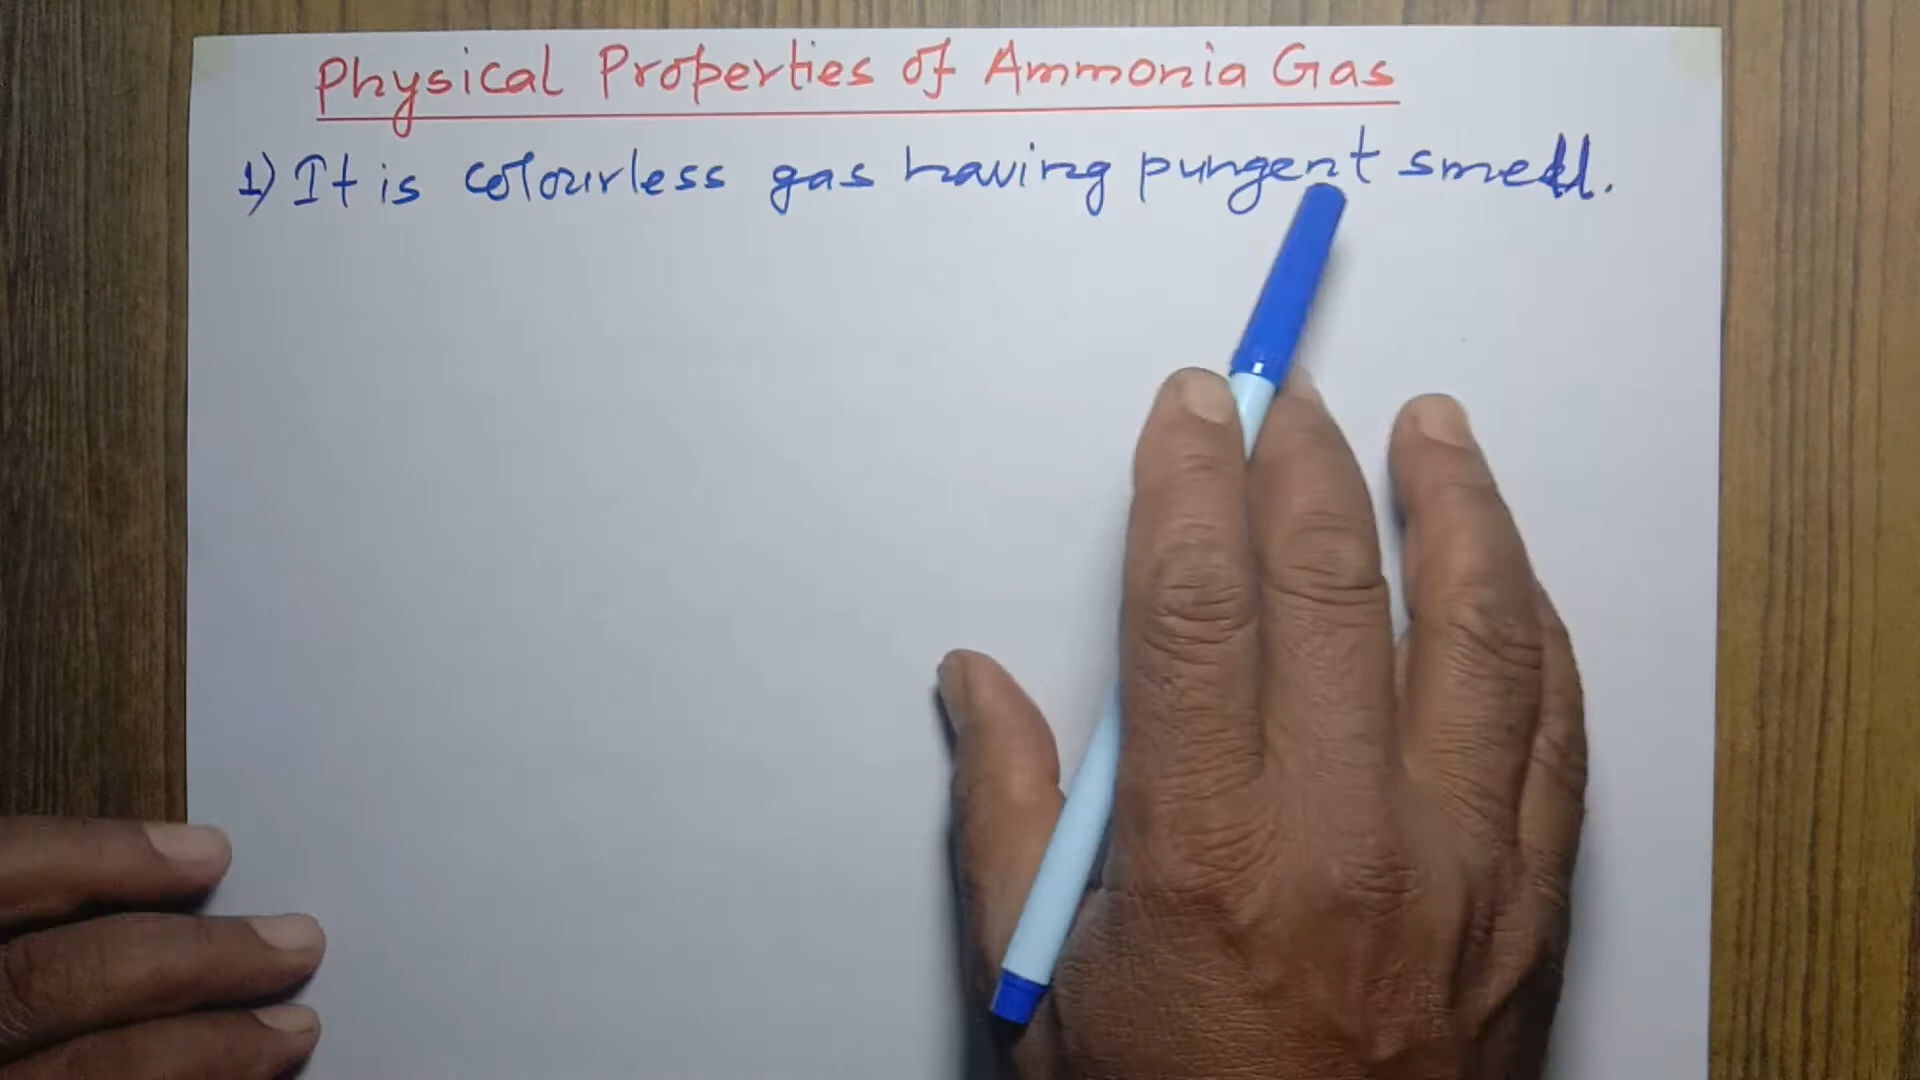 Physical Properties of Ammonia Gas
1) It is colourless gas having pungent smell.